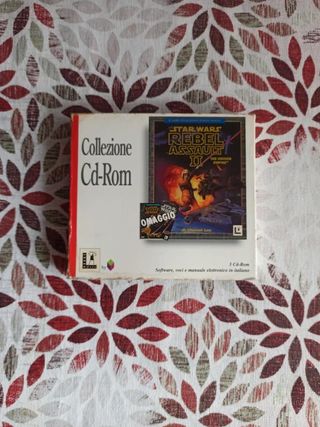 Collezione
Cd-Rom
STAR WARS
REBEL
ASSAULT
II
THE HIDDEN
EMPIRE
OMAGGIO
3 Cd-Rom
Software, voci e manuale elettronico in italiano